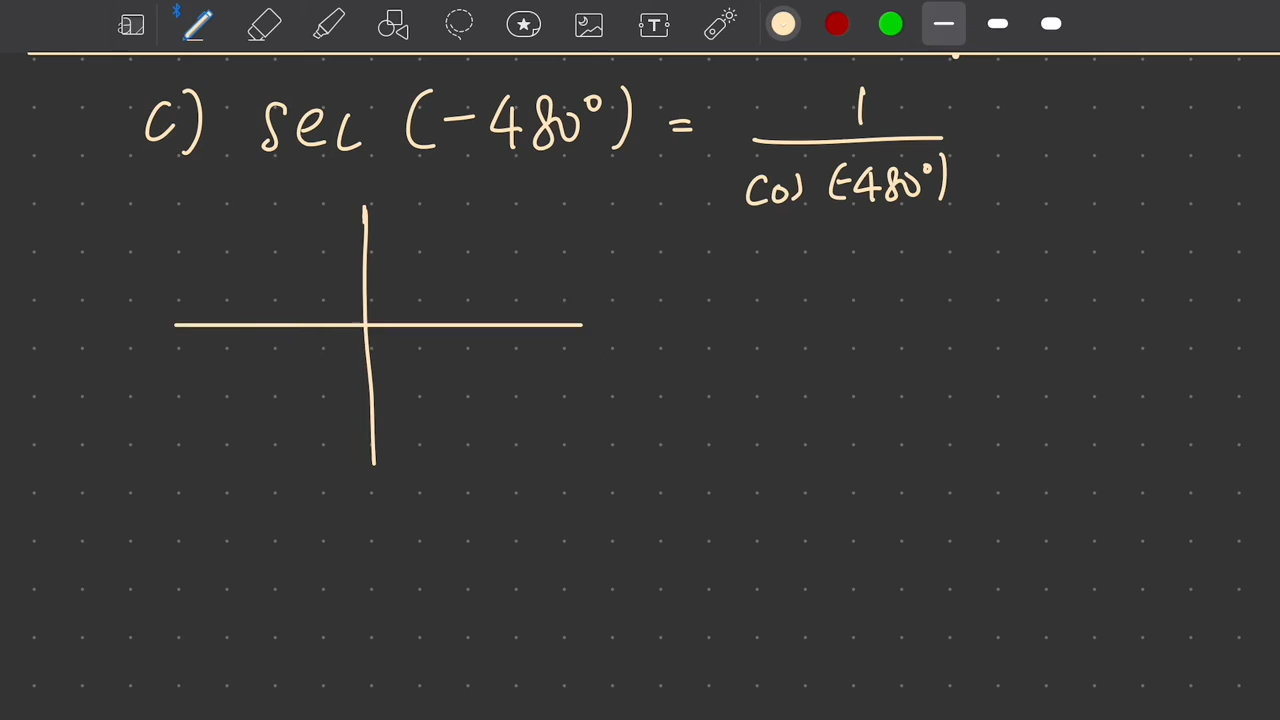 c) sec (-480°) = 1 / cos (-480°)